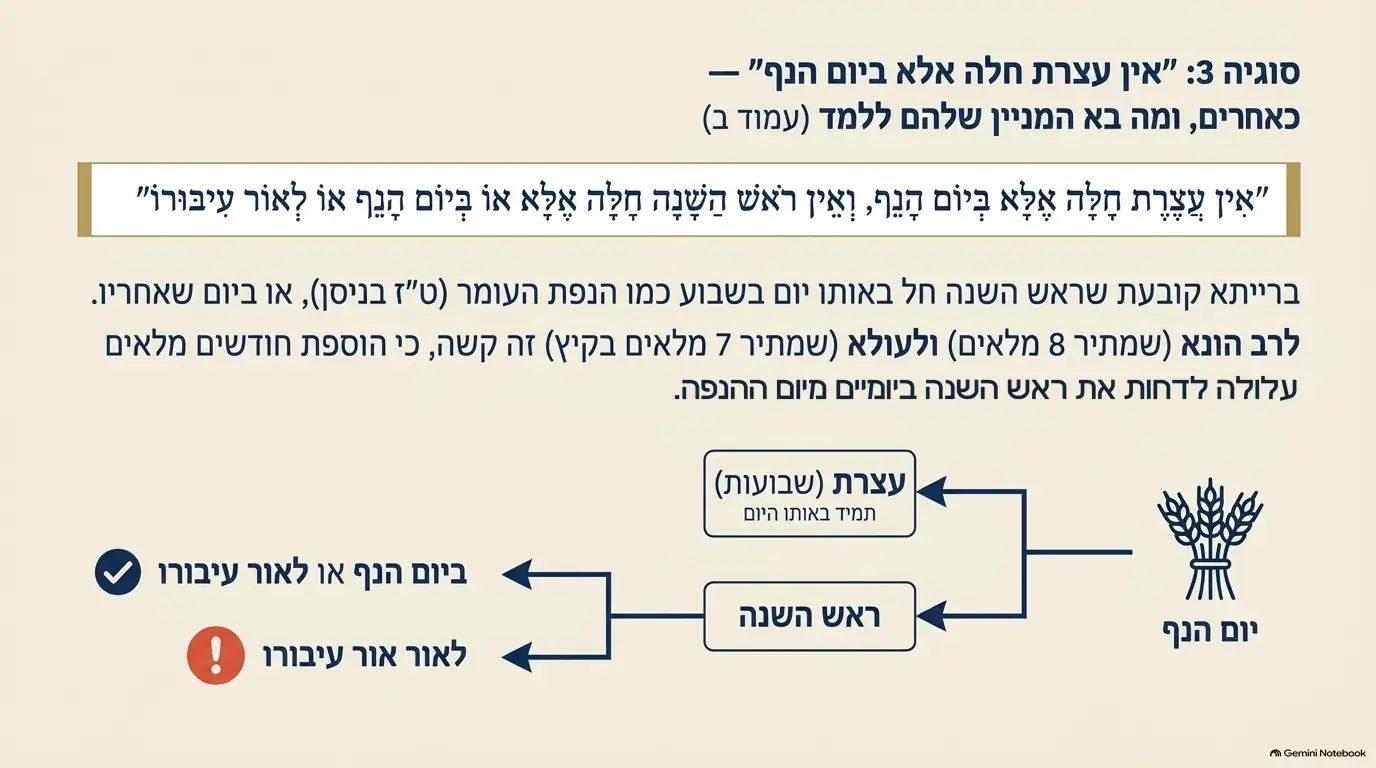 סוגיה 3: "אין עצרת חלה אלא ביום הנף" —
כאחרים, ומה בא המניין שלהם ללמד (עמוד ב)
"אִין עֲצֶרֶת חָלָּה אֶלָּא בְּיוֹם הָנֵף, וְאֵין רֹאשׁ הַשָּׁנָה חָלָּה אֶלָּא אוֹ בְּיוֹם הָנֵף אוֹ לְאוֹר עִיבּוּרוֹ"
ברייתא קובעת שראש השנה חל באותו יום בשבוע כמו הנפת העומר (ט"ז בניסן), או ביום שאחריו.
לרב הונא (שמתיר 8 מלאים) ולעולא (שמתיר 7 מלאים בקיץ) זה קשה, כי הוספת חודשים מלאים
עלולה לדחות את ראש השנה ביומיים מיום ההנפה.
עצרת (שבועות)
תמיד באותו היום
ראש השנה
יום הנף
ביום הנף או לאור עיבורו
לאור אור עיבורו
Gemini Notebook